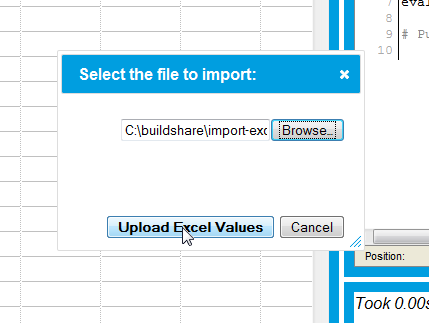 Select the file to import:
C:\buildshare\import-exc
Browse..
Upload Excel Values
Cancel
7
eval
8
9
# Pu
10
Position:
Took 0.00s